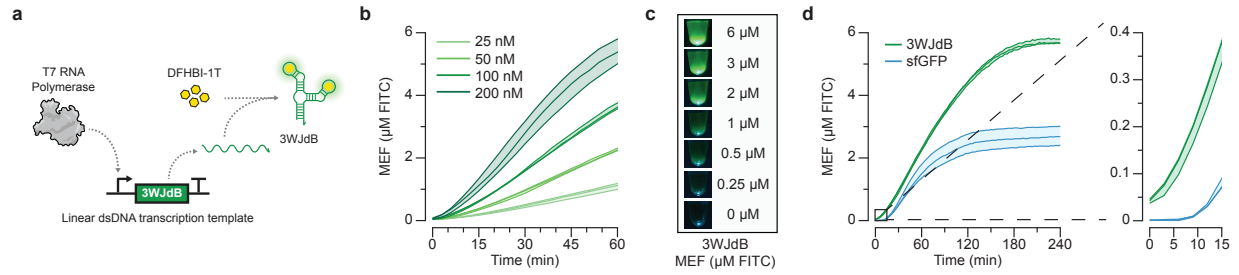 a
T7 RNA
Polymerase
DFHBI-1T
3WJdB
3WJdB
Linear dsDNA transcription template
b
MEF (µM FITC)
6
4
2
0
25 nM
50 nM
100 nM
200 nM
0 15 30 45 60
Time (min)
c
6 µM
3 µM
2 µM
1 µM
0.5 µM
0.25 µM
0 µM
3WJdB
MEF (µM FITC)
d
MEF (µM FITC)
6
4
2
0
3WJdB
sfGFP
0 60 120 180 240
Time (min)
0.4
0.3
0.2
0.1
0
0 5 10 15
Time (min)